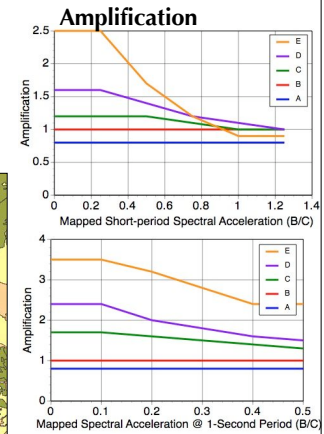 Amplification
2.5
2
1.5
1
0.5
0
Amplification
E
D
C
B
A
0 0.2 0.4 0.6 0.8 1 1.2 1.4
Mapped Short-period Spectral Acceleration (B/C)
4
3
2
1
0
Amplification
E
D
C
B
A
0 0.1 0.2 0.3 0.4 0.5
Mapped Spectral Acceleration @ 1-Second Period (B/C)